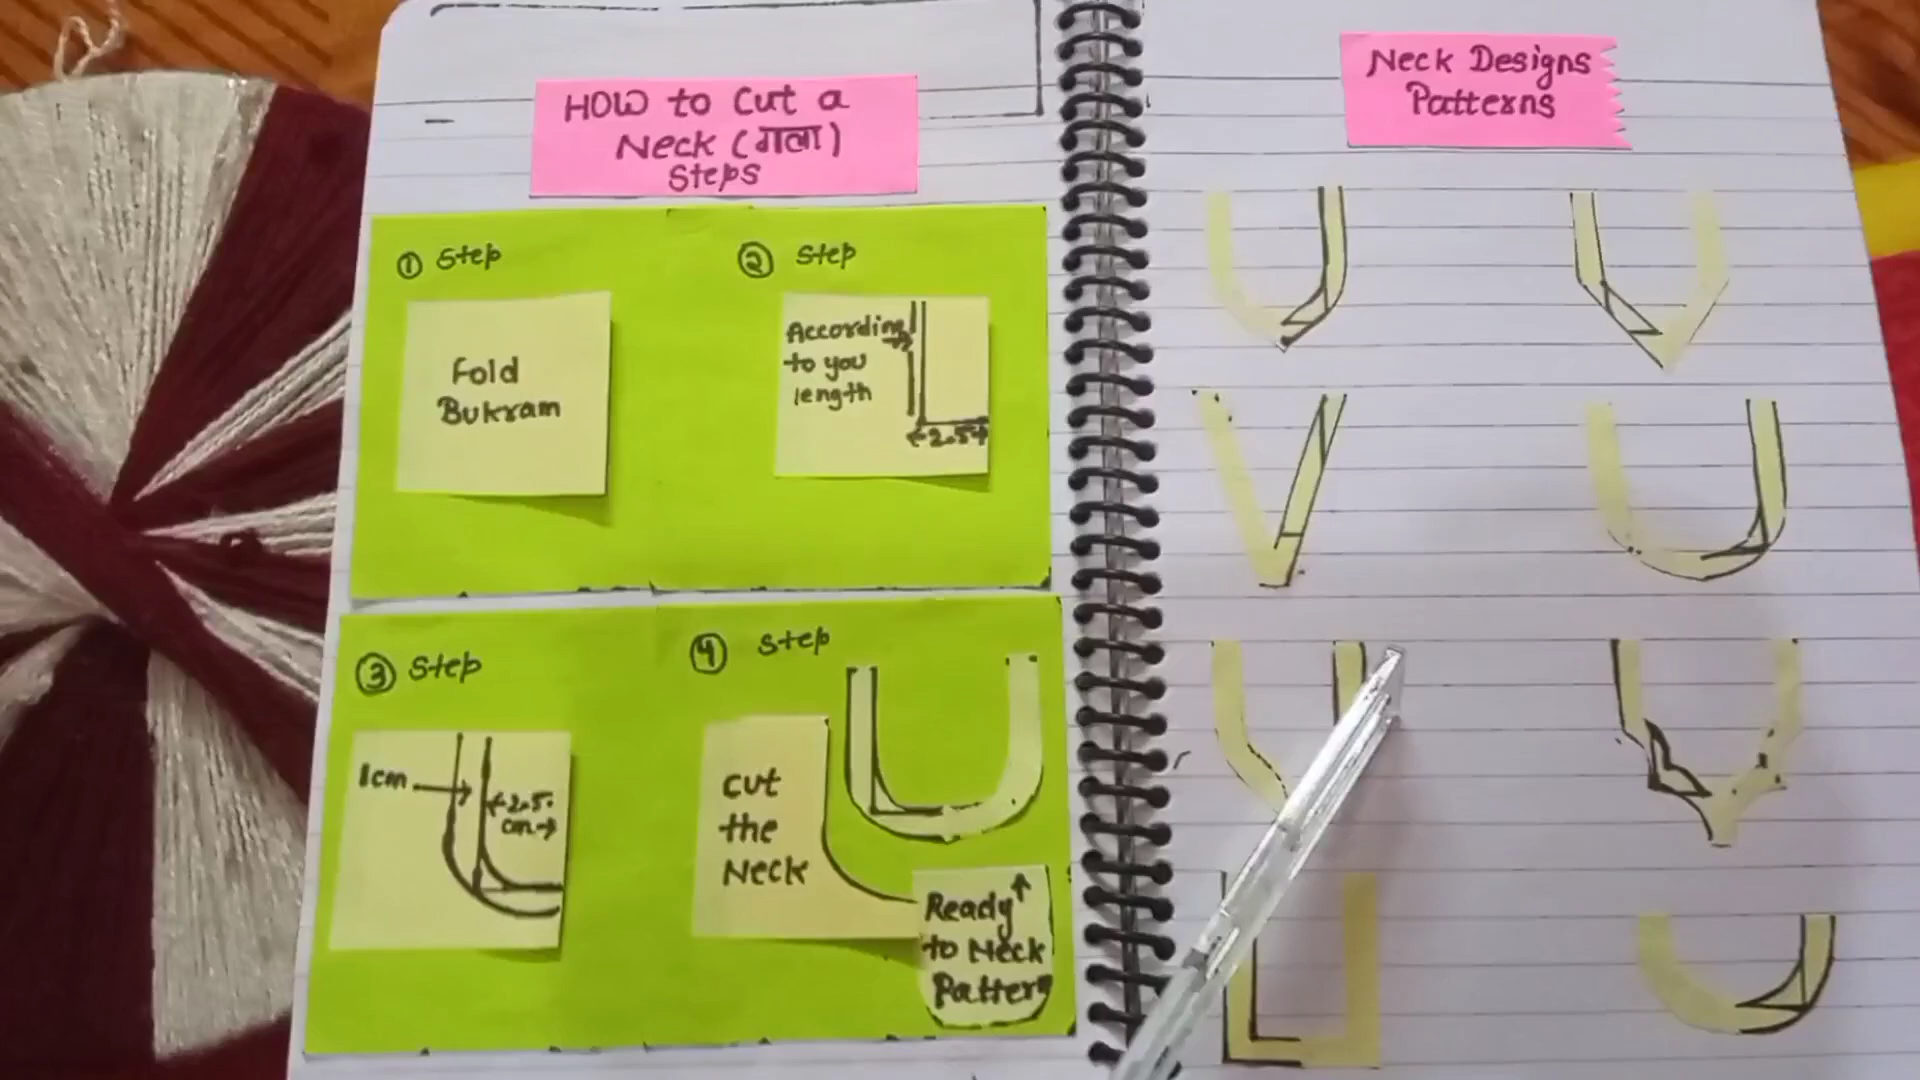 HOW to Cut a
Neck (गला)
Steps
① Step
Fold
Bukram
② Step
According
to you
length
2.5
③ Step
1cm
2.5.
cm
④ Step
Cut
the
Neck
Ready
to Neck
Pattern
Neck Designs
Patterns